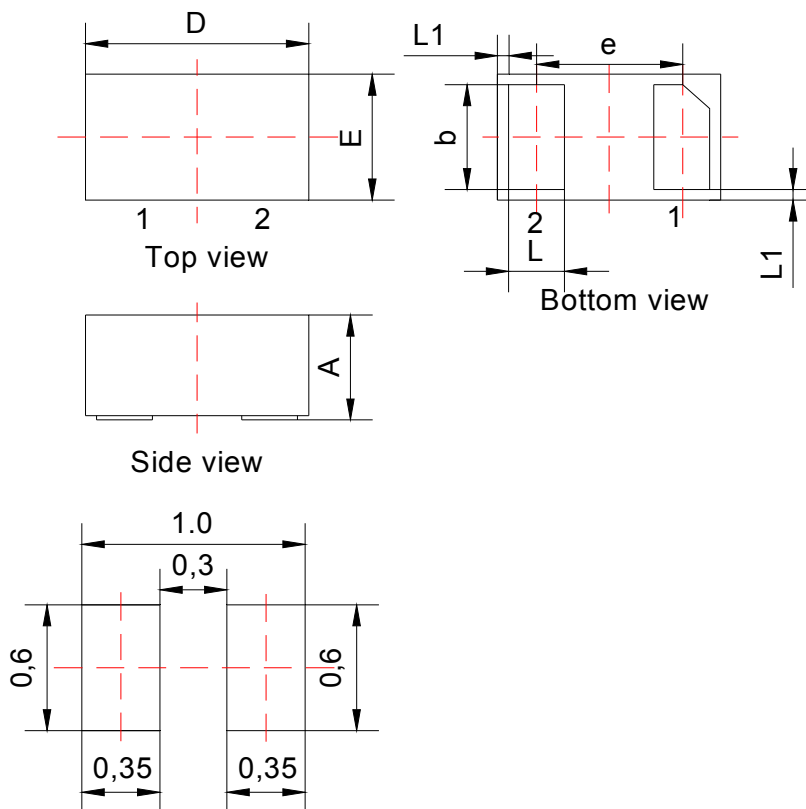 D
E
1 2
Top view
L1
e
b
2
1
L
L1
Bottom view
A
Side view
1.0
0,3
0,6
0,6
0,35
0,35